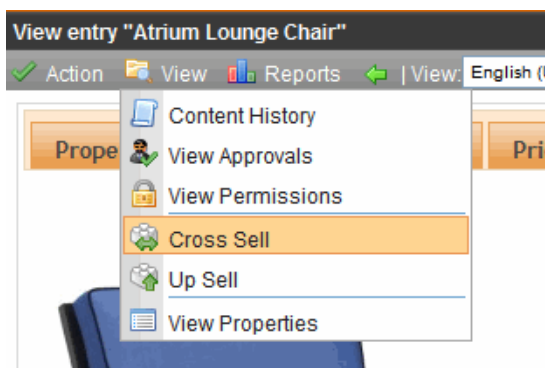 View entry "Atrium Lounge Chair"
Action View Reports | View: English (
Content History
Prope
View Approvals
Pri
View Permissions
Cross Sell
Up Sell
View Properties